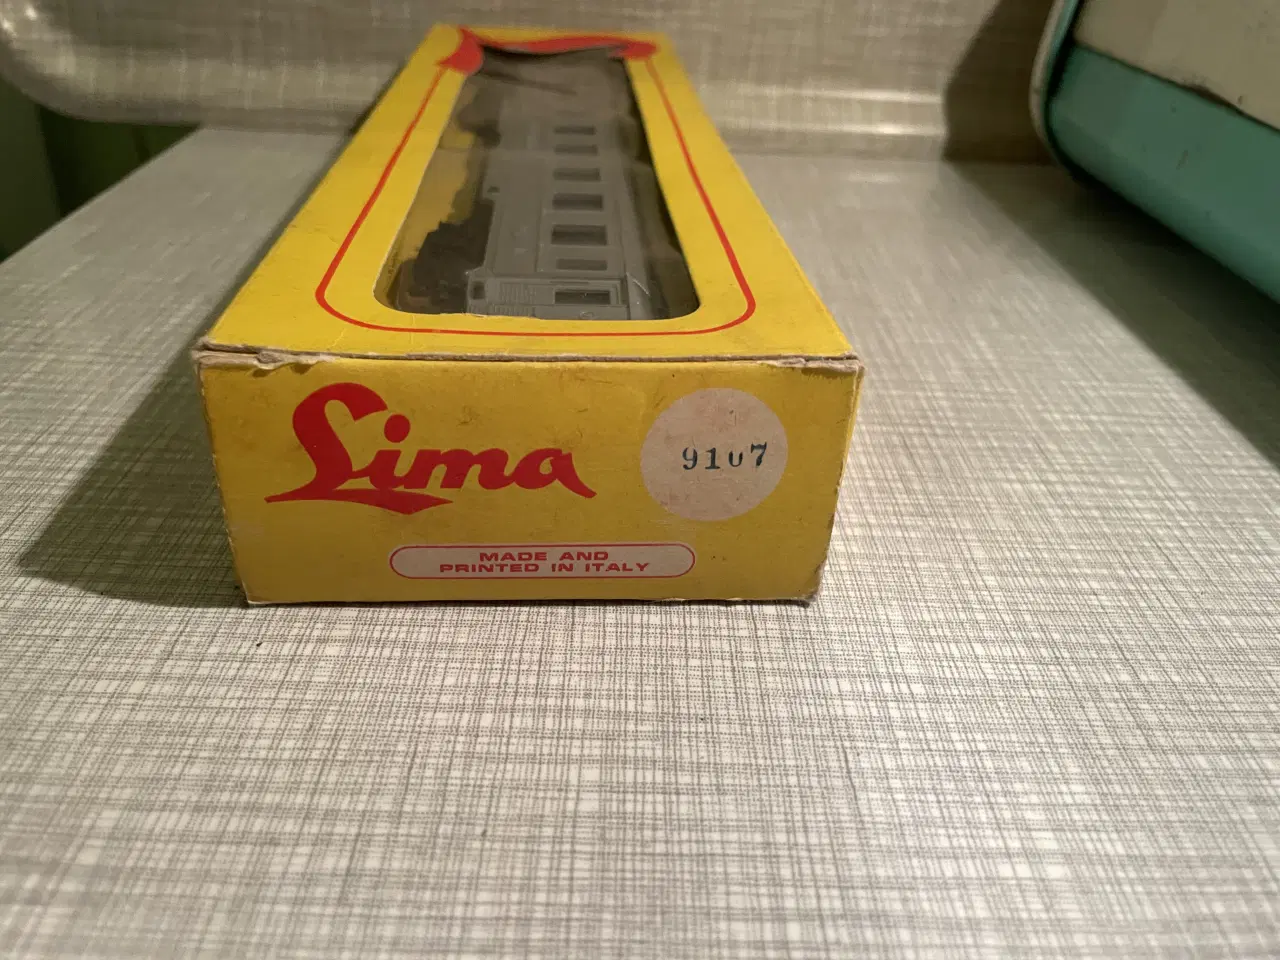 Lima
9107
MADE AND
PRINTED IN ITALY